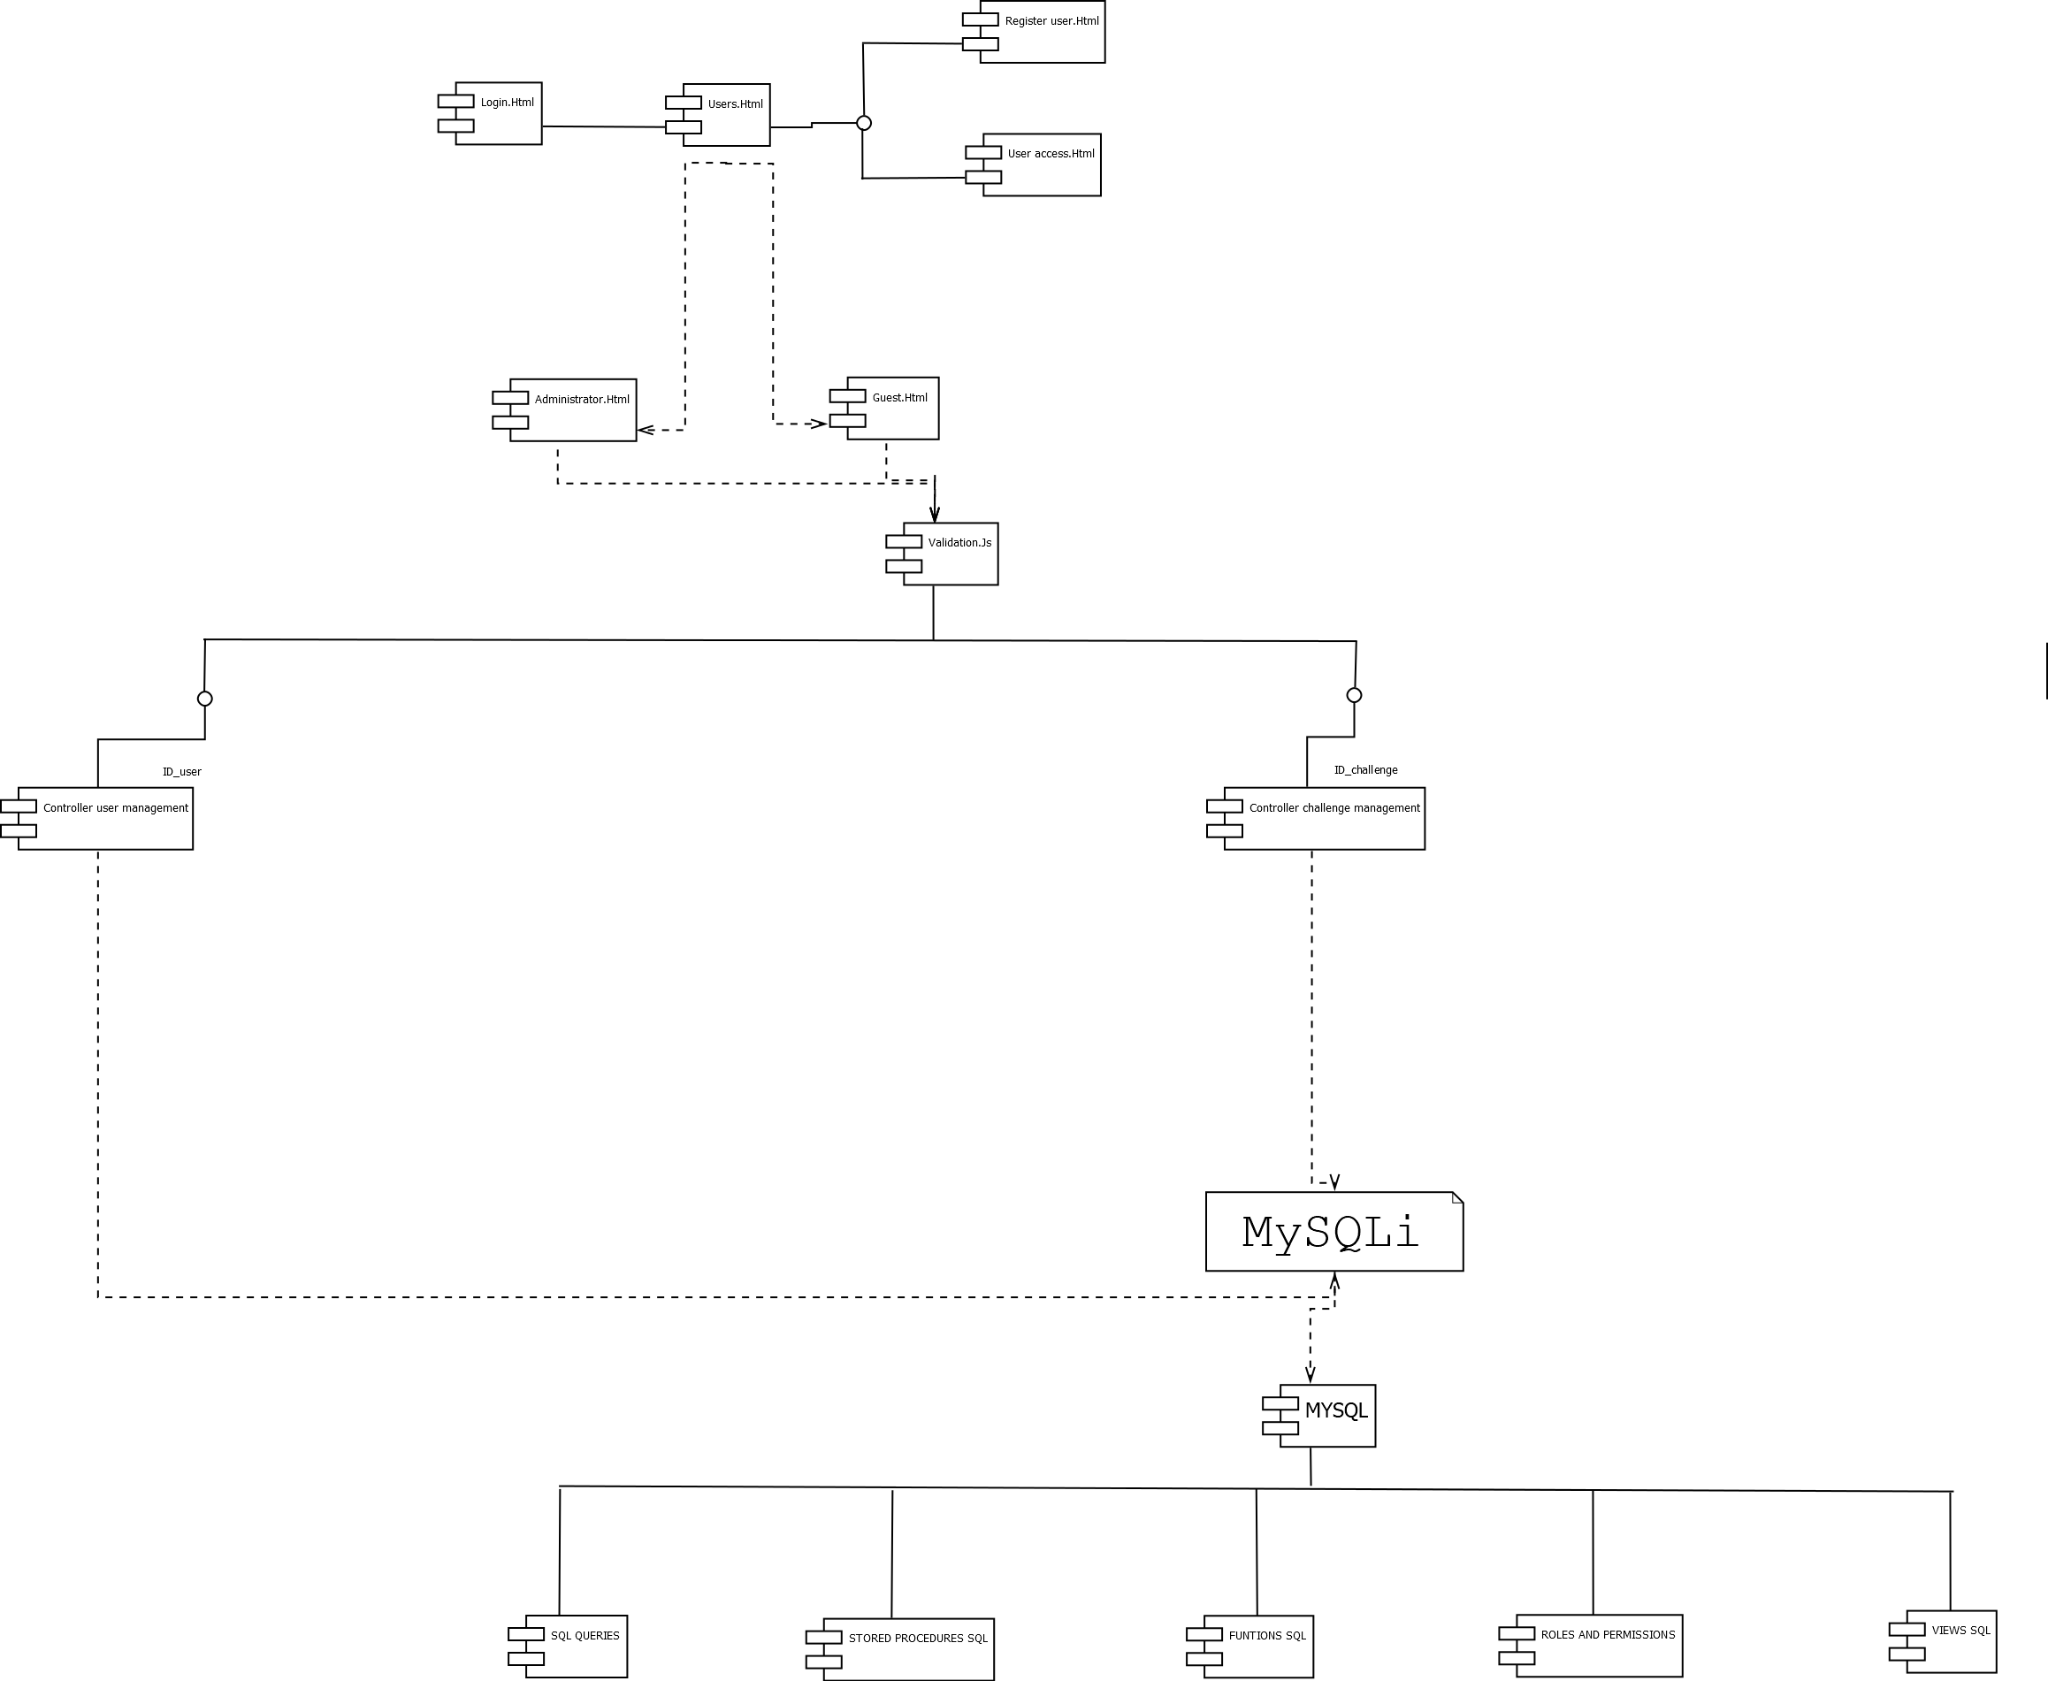 Register user.Html
Login.Html
Users.Html
User access.Html
Administrator.Html
Guest.Html
Validation.Js
ID_user
ID_challenge
Controller user management
Controller challenge management
MySQLi
MYSQL
SQL QUERIES
STORED PROCEDURES SQL
FUNTIONS SQL
ROLES AND PERMISSIONS
VIEWS SQL